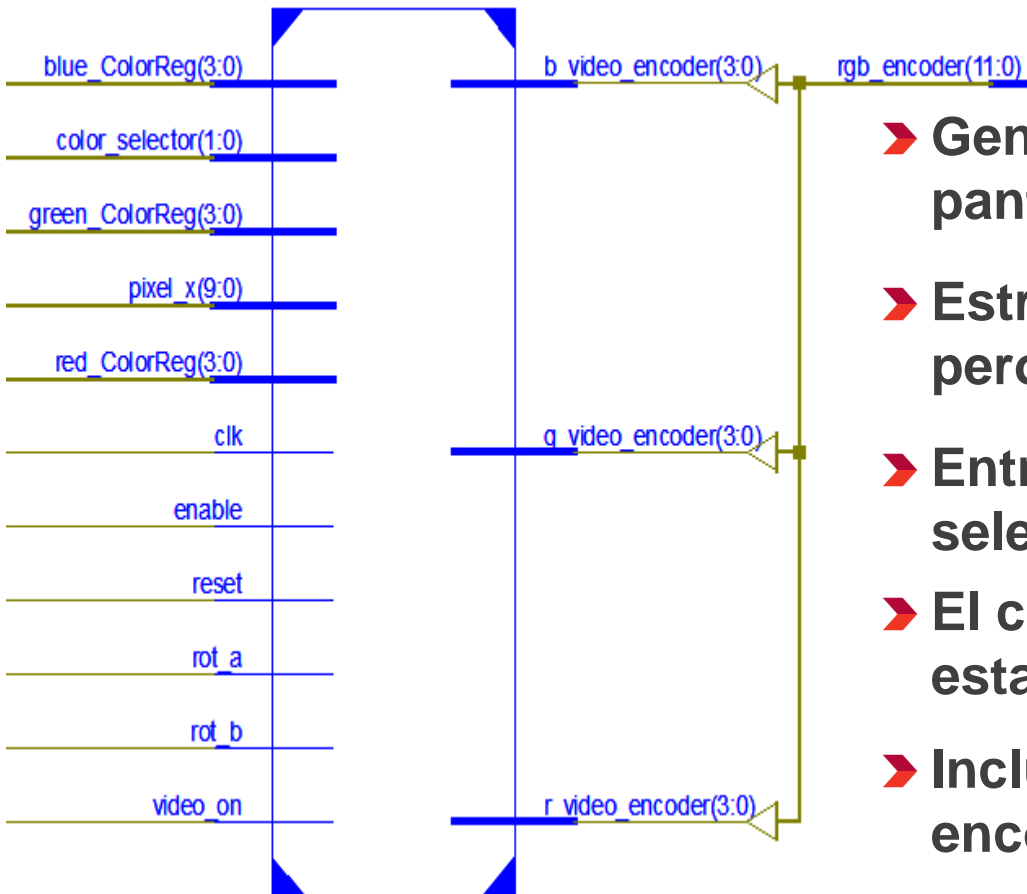 blue_ColorReg(3:0)
color_selector(1:0)
green_ColorReg(3:0)
pixel_x(9:0)
red_ColorReg(3:0)
clk
enable
reset
rot_a
rot_b
video_on
b_video_encoder(3:0)
g_video_encoder(3:0)
r_video_encoder(3:0)
rgb_encoder(11:0)
Gen
pant
Estr
perc
Entr
sele
El c
esta
Inclu
enco